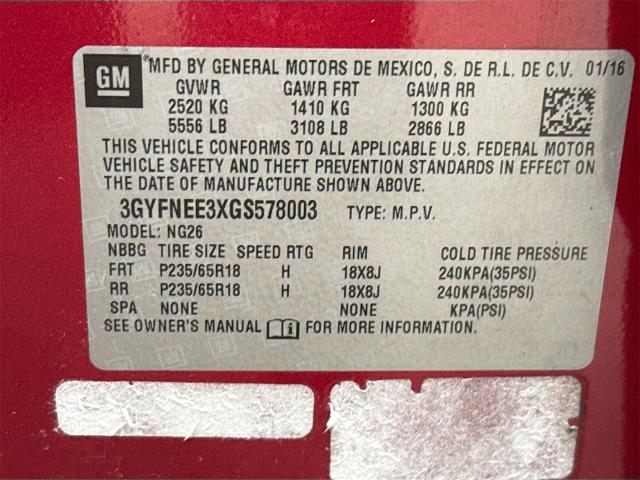 GM *MFD BY GENERAL MOTORS DE MEXICO, S. DE R.L. DE C.V. 01/16
GVWR GAWR FRT GAWR RR
2520 KG 1410 KG 1300 KG
5556 LB 3108 LB 2866 LB
THIS VEHICLE CONFORMS TO ALL APPLICABLE U.S. FEDERAL MOTOR
VEHICLE SAFETY AND THEFT PREVENTION STANDARDS IN EFFECT ON
THE DATE OF MANUFACTURE SHOWN ABOVE.
3GYFNEE3XGS578003 TYPE: M.P.V.
MODEL: NG26
NBBG TIRE SIZE SPEED RTG RIM COLD TIRE PRESSURE
FRT P235/65R18 H 18X8J 240KPA(35PSI)
RR P235/65R18 H 18X8J 240KPA(35PSI)
SPA NONE NONE KPA(PSI)
SEE OWNER'S MANUAL FOR MORE INFORMATION.